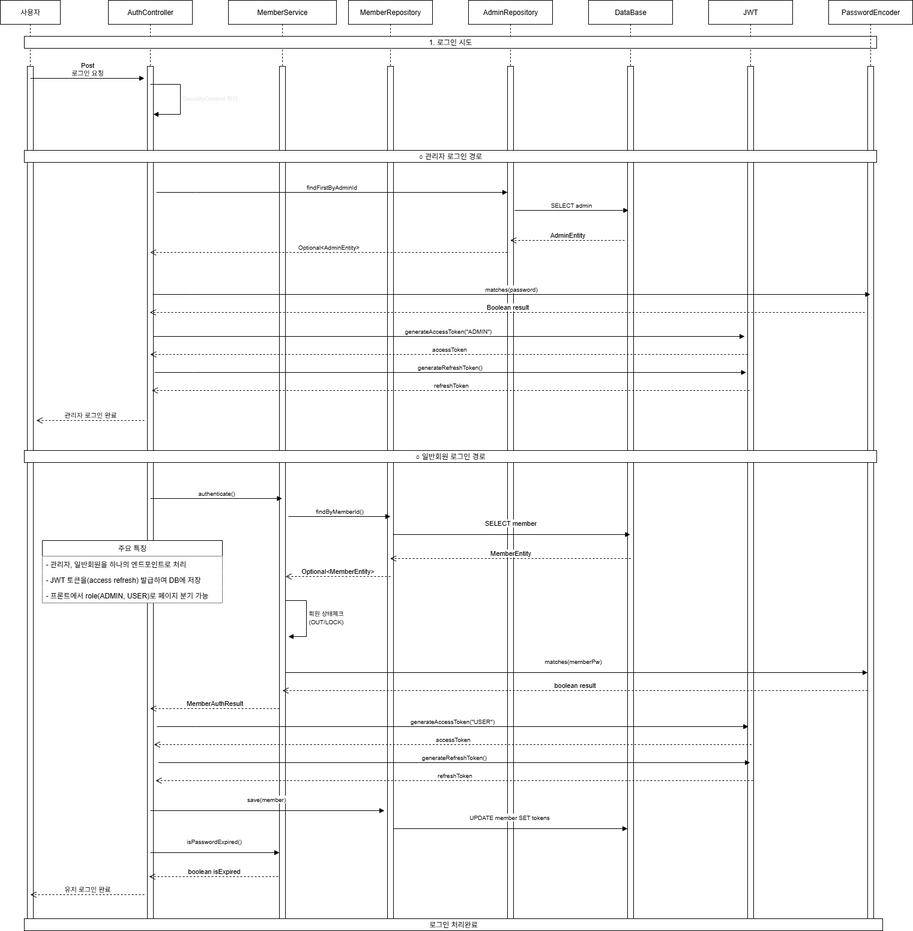 사용자
AuthController
MemberService
MemberRepository
AdminRepository
DataBase
JWT
PasswordEncoder
1. 로그인 시도
Post
로그인 요청
○ 관리자 로그인 경로
findFirstByAdminId
SELECT admin
AdminEntity
Optional<AdminEntity>
matches(password)
Boolean result
generateAccessToken("ADMIN")
accessToken
generateRefreshToken()
refreshToken
관리자 로그인 완료
○ 일반회원 로그인 경로
authenticate()
findByMemberId()
SELECT member
주요 특징
- 관리자, 일반회원을 하나의 엔드포인트로 처리
- JWT 토큰을(access refresh) 발급하여 DB에 저장
- 프론트에서 role(ADMIN, USER)로 페이지 분기 가능
MemberEntity
Optional<MemberEntity>
회원 상태체크
(OUT/LOCK)
matches(memberPw)
boolean result
MemberAuthResult
generateAccessToken("USER")
accessToken
generateRefreshToken()
refreshToken
save(member)
UPDATE member SET tokens
isPasswordExpired()
boolean isExpired
유저 로그인 완료
로그인 처리완료